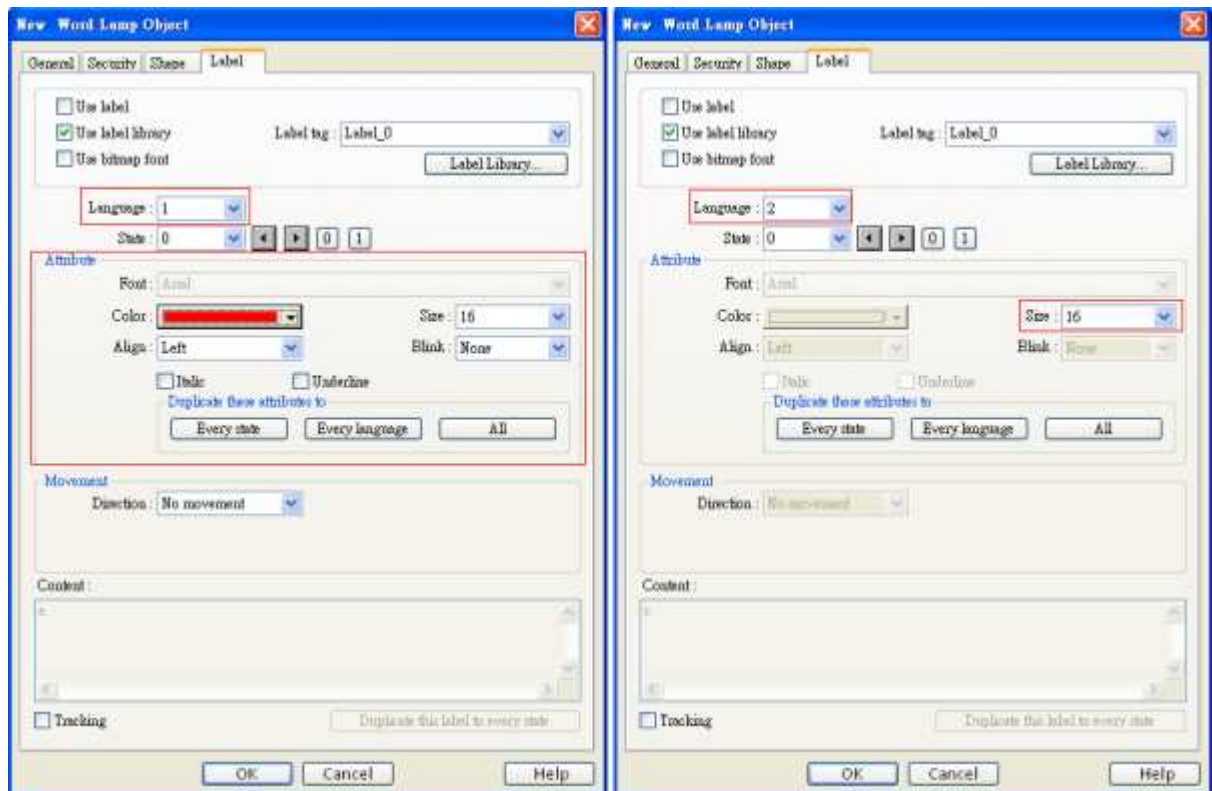 New Word Lamp Object
General Security Shape Label
Use label
Use label library Label tag : Label_0
Use bitmap font Label Library...
Language : 1
State : 0 0 1
Attribute
Font : Arial
Color : Size : 16
Align : Left Blink : None
Italic Underline
Duplicate these attributes to
Every state Every language All
Movement
Direction : No movement
Content :
Tracking Duplicate this label to every state
OK Cancel Help
New Word Lamp Object
General Security Shape Label
Use label
Use label library Label tag : Label_0
Use bitmap font Label Library...
Language : 2
State : 0 0 1
Attribute
Font : Arial
Color : Size : 16
Align : Left Blink : None
Italic Underline
Duplicate these attributes to
Every state Every language All
Movement
Direction : No movement
Content :
Tracking Duplicate this label to every state
OK Cancel Help